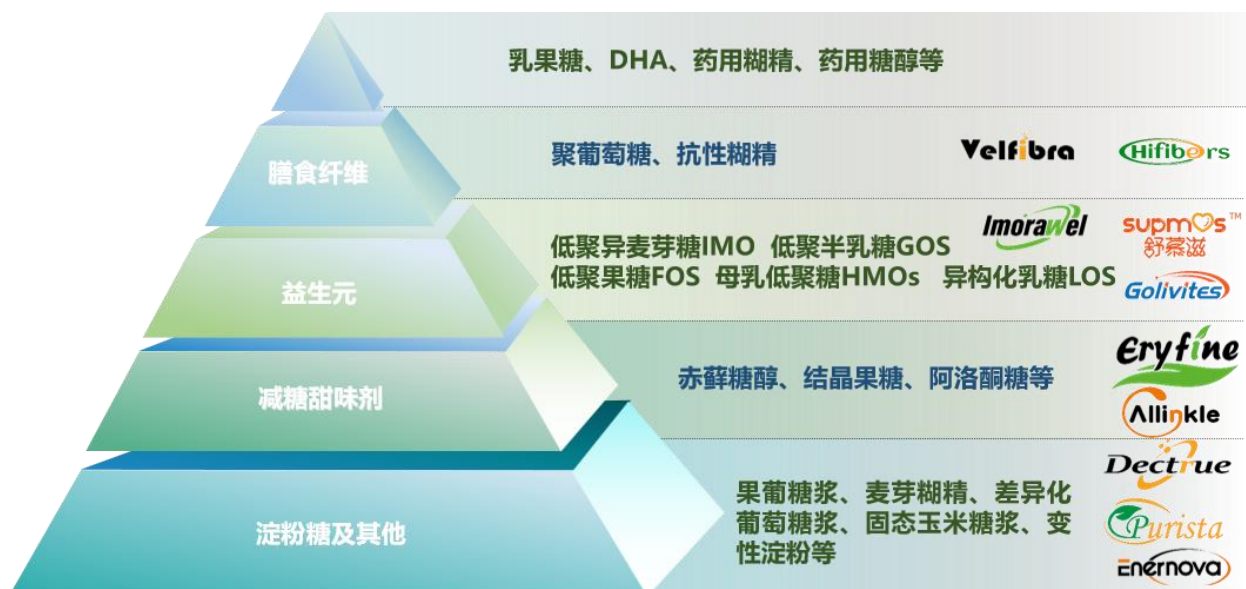 乳果糖、DHA、药用糊精、药用糖醇等
膳食纤维
聚葡萄糖、抗性糊精
Velfibra
Hifibers
益生元
低聚异麦芽糖IMO 低聚半乳糖GOS
低聚果糖FOS 母乳低聚糖HMOs 异构化乳糖LOS
Imorawel
supmos™
舒慕滋
Golivites
减糖甜味剂
赤藓糖醇、结晶果糖、阿洛酮糖等
Eryfine
Allinkle
淀粉糖及其他
果葡糖浆、麦芽糊精、差异化
葡萄糖浆、固态玉米糖浆、变
性淀粉等
Dectrue
Purista
Enernova